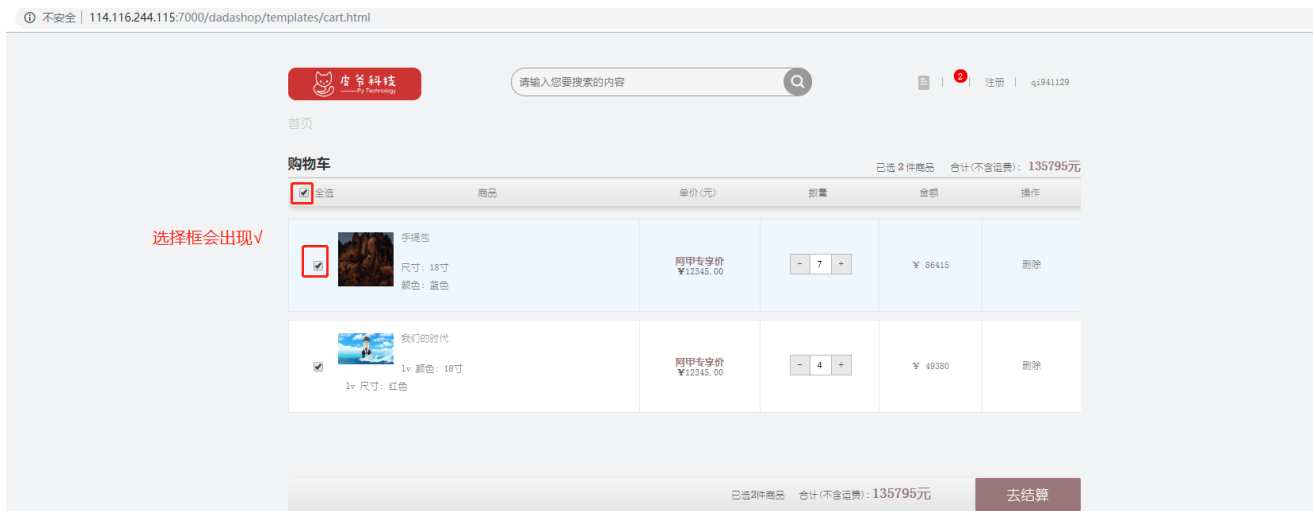 不安全 | 114.116.244.115:7000/dadashop/templates/cart.html
皮爷科技
Py Technology
请输入您要搜素的内容
2
注册
qi941129
首页
购物车
已选 2 件商品 合计(不含运费): 135795元
全选 商品 单价(元) 数量 金额 操作
选择框会出现√
手提包
尺寸: 18寸
颜色: 蓝色
阿甲专享价
¥12345.00
- 7 +
¥ 86415
删除
我们的时代
lv 颜色: 18寸
lv 尺寸: 红色
阿甲专享价
¥12345.00
- 4 +
¥ 49380
删除
已选2件商品 合计(不含运费): 135795元
去结算